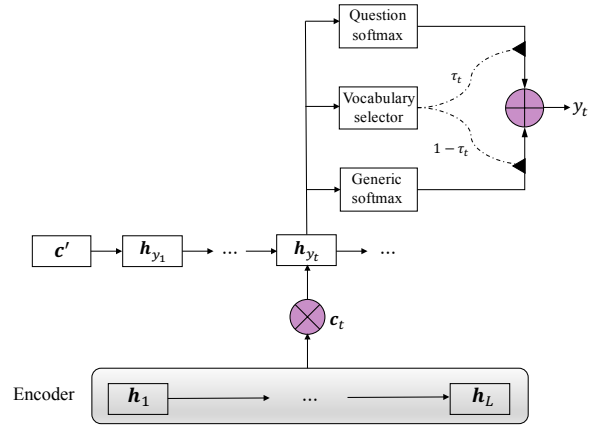 Question
softmax
τ_t
Vocabulary
selector
y_t
1 − τ_t
Generic
softmax
c′
h_{y_1}
...
h_{y_t}
...
c_t
Encoder
h_1
...
h_L